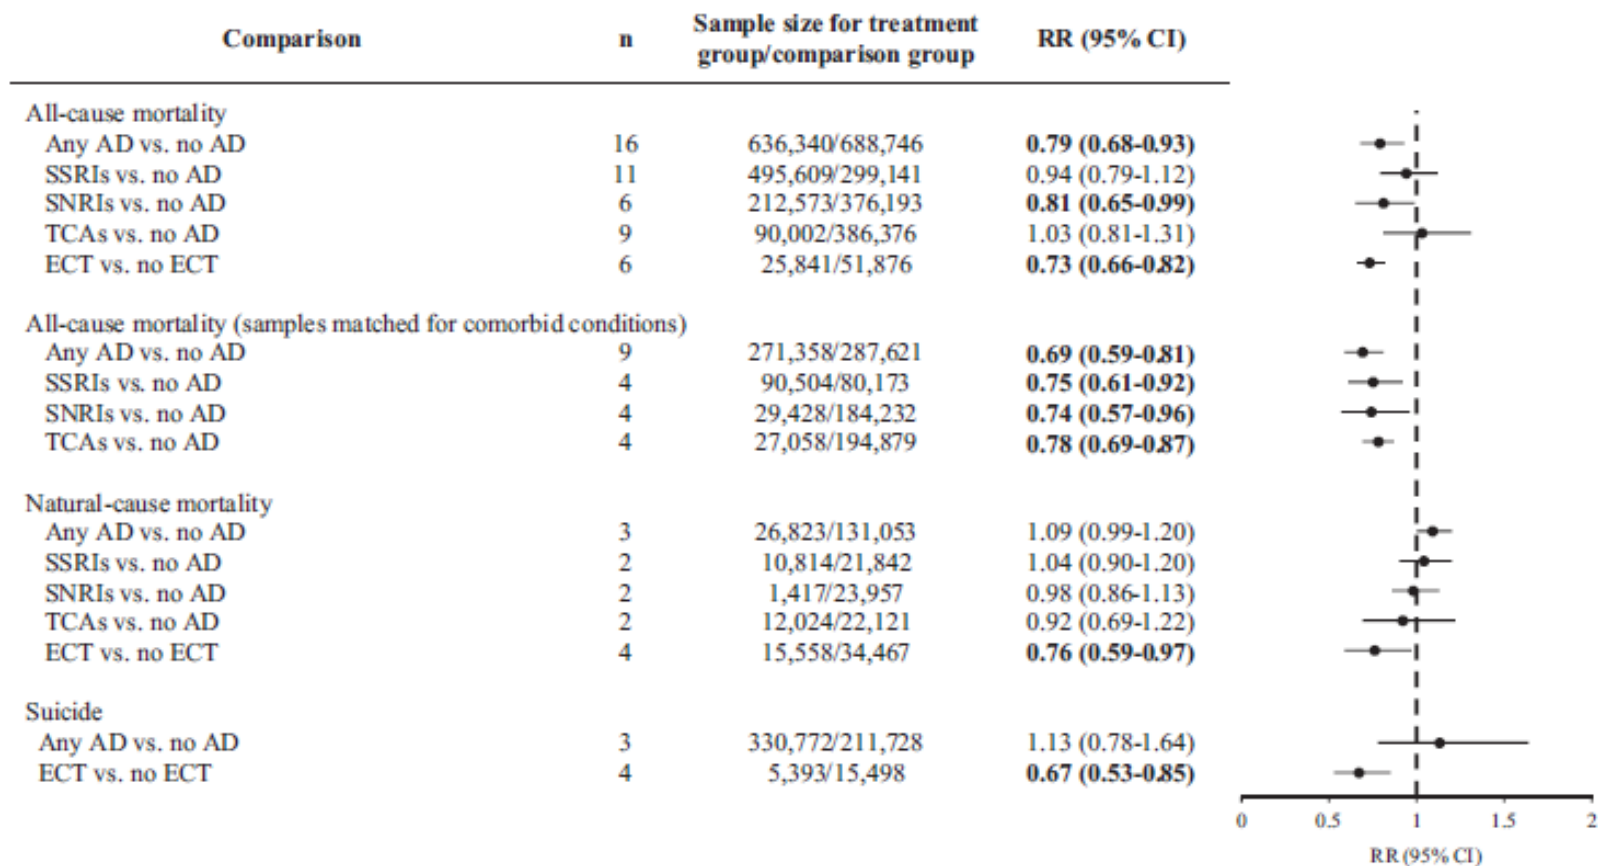 Comparison n Sample size for treatment group/comparison group RR (95% CI)
All-cause mortality
Any AD vs. no AD 16 636,340/688,746 0.79 (0.68-0.93)
SSRIs vs. no AD 11 495,609/299,141 0.94 (0.79-1.12)
SNRIs vs. no AD 6 212,573/376,193 0.81 (0.65-0.99)
TCAs vs. no AD 9 90,002/386,376 1.03 (0.81-1.31)
ECT vs. no ECT 6 25,841/51,876 0.73 (0.66-0.82)
All-cause mortality (samples matched for comorbid conditions)
Any AD vs. no AD 9 271,358/287,621 0.69 (0.59-0.81)
SSRIs vs. no AD 4 90,504/80,173 0.75 (0.61-0.92)
SNRIs vs. no AD 4 29,428/184,232 0.74 (0.57-0.96)
TCAs vs. no AD 4 27,058/194,879 0.78 (0.69-0.87)
Natural-cause mortality
Any AD vs. no AD 3 26,823/131,053 1.09 (0.99-1.20)
SSRIs vs. no AD 2 10,814/21,842 1.04 (0.90-1.20)
SNRIs vs. no AD 2 1,417/23,957 0.98 (0.86-1.13)
TCAs vs. no AD 2 12,024/22,121 0.92 (0.69-1.22)
ECT vs. no ECT 4 15,558/34,467 0.76 (0.59-0.97)
Suicide
Any AD vs. no AD 3 330,772/211,728 1.13 (0.78-1.64)
ECT vs. no ECT 4 5,393/15,498 0.67 (0.53-0.85)
0 0.5 1 1.5 2
RR (95% CI)